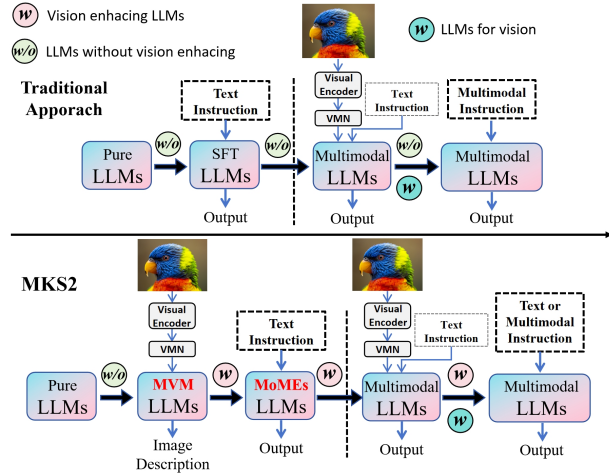 w Vision enhacing LLMs
w/o LLMs without vision enhacing
w LLMs for vision
Traditional
Apporach
Text
Instruction
Visual
Encoder
VMN
Text
Instruction
Multimodal
Instruction
Pure
LLMs
w/o
SFT
LLMs
w/o
Multimodal
LLMs
w/o
w
Multimodal
LLMs
Output
Output
Output
MKS2
Visual
Encoder
VMN
Text
Instruction
Visual
Encoder
VMN
Text
Instruction
Text or
Multimodal
Instruction
Pure
LLMs
w/o
MVM
LLMs
w
MoMEs
LLMs
w
Multimodal
LLMs
w
w
Multimodal
LLMs
Image
Description
Output
Output
Output